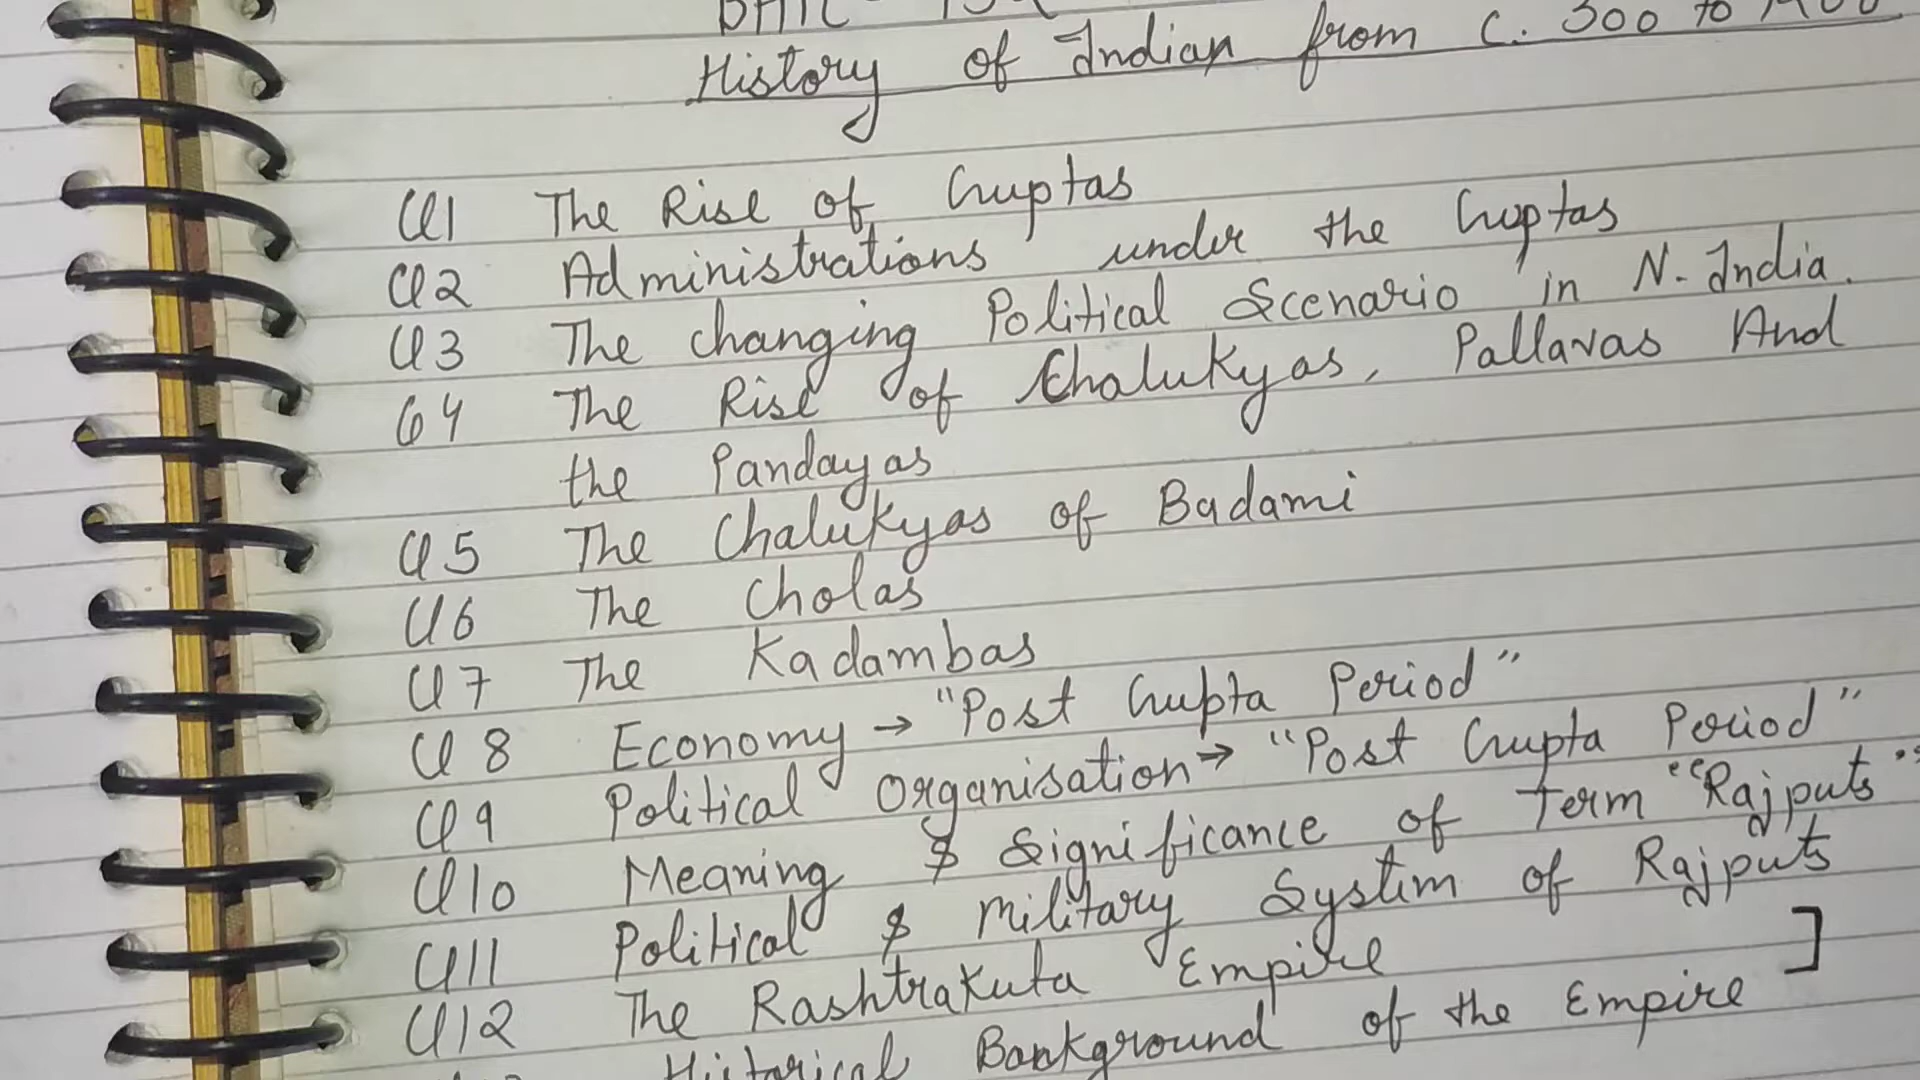 History of Indian from c. 300 to
U1 The Rise of Guptas
U2 Administrations under the Guptas
U3 The changing Political Scenario in N. India.
U4 The Rise of Chalukyas, Pallavas And
the Pandayas
U5 The Chalukyas of Badami
U6 The Cholas
U7 The Kadambas
U8 Economy → "Post Gupta Period"
U9 Political Organisation → "Post Gupta Period"
U10 Meaning & Significance of Term "Rajputs"
U11 Political & Military System of Rajputs
U12 The Rashtrakuta Empire ]
Historical Background of the Empire